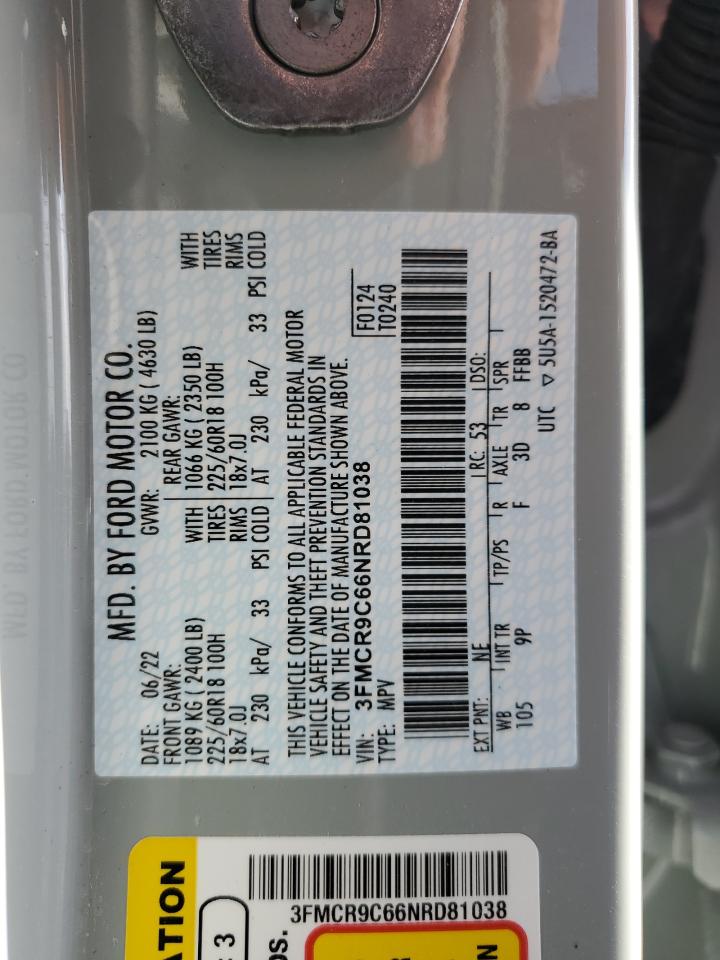 MFD. BY FORD MOTOR CO.
DATE: 06/22 GVWR: 2100 KG ( 4630 LB)
FRONT GAWR: REAR GAWR:
1089 KG ( 2400 LB) WITH 1066 KG ( 2350 LB) WITH
225/60R18 100H TIRES 225/60R18 100H TIRES
18x7.0J RIMS 18x7.0J RIMS
AT 230 kPa/ 33 PSI COLD AT 230 kPa/ 33 PSI COLD
THIS VEHICLE CONFORMS TO ALL APPLICABLE FEDERAL MOTOR
VEHICLE SAFETY AND THEFT PREVENTION STANDARDS IN
EFFECT ON THE DATE OF MANUFACTURE SHOWN ABOVE.
VIN: 3FMCR9C66NRD81038 F0124
TYPE: MPV T0240
EXT PNT: NE RC: 53 DSO:
WB INT TR TP/PS R AXLE TR SPR
105 9P F 3D 8 FFBB
UTC ▽ 5U5A-1520472-BA
ATION
3
3FMCR9C66NRD81038
os.